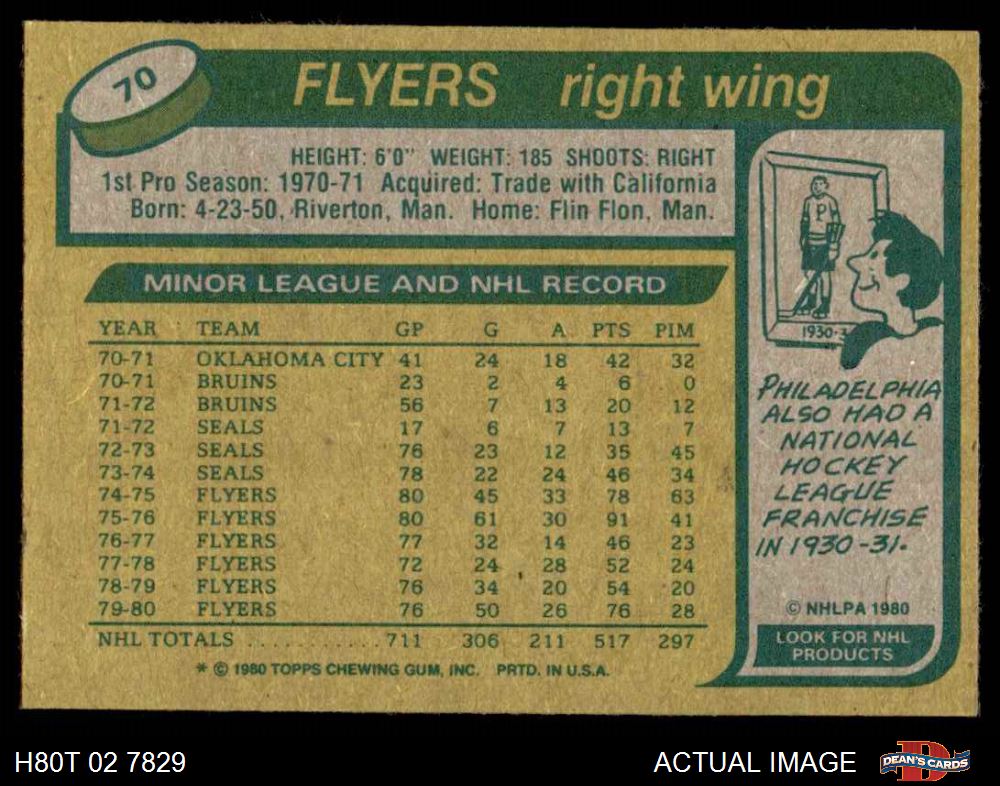 70
FLYERS right wing
HEIGHT: 6'0" WEIGHT: 185 SHOOTS: RIGHT
1st Pro Season: 1970-71 Acquired: Trade with California
Born: 4-23-50, Riverton, Man. Home: Flin Flon, Man.
MINOR LEAGUE AND NHL RECORD
YEAR TEAM GP G A PTS PIM
70-71 OKLAHOMA CITY 41 24 18 42 32
70-71 BRUINS 23 2 4 6 0
71-72 BRUINS 56 7 13 20 12
71-72 SEALS 17 6 7 13 7
72-73 SEALS 76 23 12 35 45
73-74 SEALS 78 22 24 46 34
74-75 FLYERS 80 45 33 78 63
75-76 FLYERS 80 61 30 91 41
76-77 FLYERS 77 32 14 46 23
77-78 FLYERS 72 24 28 52 24
78-79 FLYERS 76 34 20 54 20
79-80 FLYERS 76 50 26 76 28
NHL TOTALS ............ 711 306 211 517 297
* © 1980 TOPPS CHEWING GUM, INC. PRTD. IN U.S.A.
P
1930-3
PHILADELPHIA
ALSO HAD A
NATIONAL
HOCKEY
LEAGUE
FRANCHISE
IN 1930-31.
© NHLPA 1980
LOOK FOR NHL
PRODUCTS
H80T 02 7829
ACTUAL IMAGE
D
DEAN'S CARDS